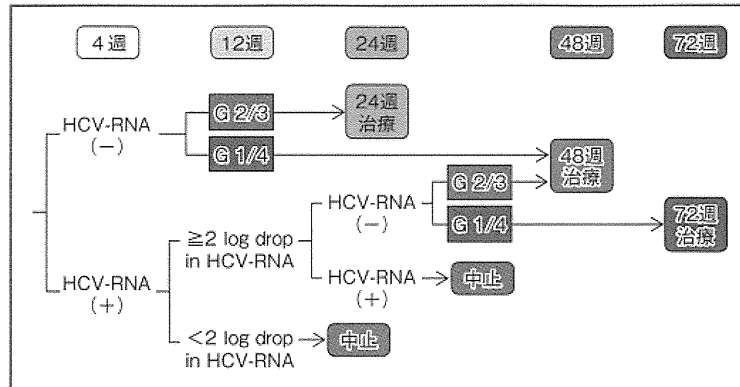 4週
12週
24週
48週
72週
HCV-RNA
(−)
G 2/3
24週
治療
G 1/4
48週
治療
HCV-RNA
(+)
≧2 log drop
in HCV-RNA
HCV-RNA
(−)
G 2/3
G 1/4
72週
治療
HCV-RNA
(+)
中止
<2 log drop
in HCV-RNA
中止